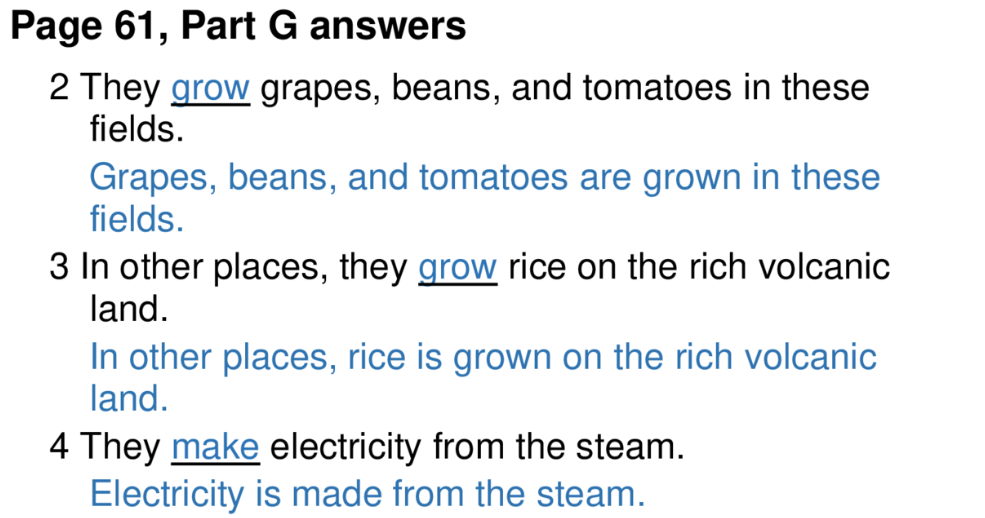 Page 61, Part G answers
2 They grow grapes, beans, and tomatoes in these
fields.
Grapes, beans, and tomatoes are grown in these
fields.
3 In other places, they grow rice on the rich volcanic
land.
In other places, rice is grown on the rich volcanic
land.
4 They make electricity from the steam.
Electricity is made from the steam.